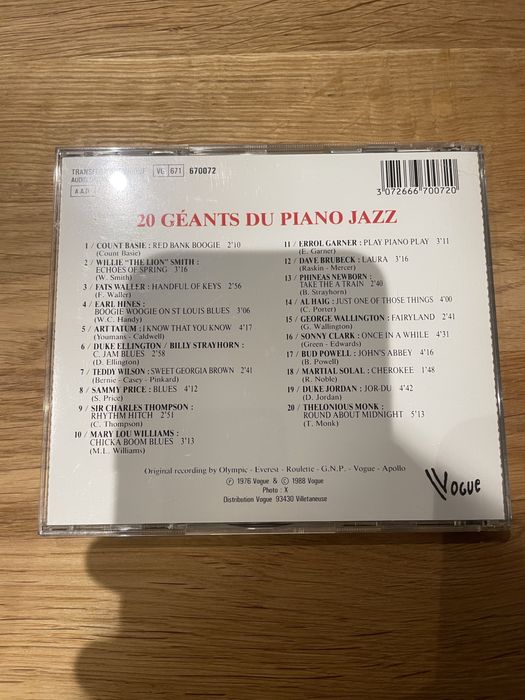 VG 671 670072
A A D
3 072666 700720
20 GÉANTS DU PIANO JAZZ
1 / COUNT BASIE : RED BANK BOOGIE 2'10
(Count Basie)
2 / WILLIE "THE LION" SMITH :
ECHOES OF SPRING 3'16
(W. Smith)
3 / FATS WALLER : HANDFUL OF KEYS 2'56
(F. Waller)
4 / EARL HINES :
BOOGIE WOOGIE ON ST LOUIS BLUES 3'06
(W.C. Handy)
5 / ART TATUM : I KNOW THAT YOU KNOW 4'17
(Youmans - Caldwell)
6 / DUKE ELLINGTON / BILLY STRAYHORN :
C. JAM BLUES 2'58
(D. Ellington)
7 / TEDDY WILSON : SWEET GEORGIA BROWN 2'41
(Bernie - Casey - Pinkard)
8 / SAMMY PRICE : BLUES 4'12
(S. Price)
9 / SIR CHARLES THOMPSON :
RHYTHM HITCH 2'51
(C. Thompson)
10 / MARY LOU WILLIAMS :
CHICKA BOOM BLUES 3'13
(M.L. Williams)
11 / ERROL GARNER : PLAY PIANO PLAY 3'11
(E. Garner)
12 / DAVE BRUBECK : LAURA 3'16
(Raskin - Mercer)
13 / PHINEAS NEWBORN :
TAKE THE A TRAIN 2'40
(B. Strayhorn)
14 / AL HAIG : JUST ONE OF THOSE THINGS 4'00
(C. Porter)
15 / GEORGE WALLINGTON : FAIRYLAND 2'41
(G. Wallington)
16 / SONNY CLARK : ONCE IN A WHILE 4'31
(Green - Edwards)
17 / BUD POWELL : JOHN'S ABBEY 4'16
(B. Powell)
18 / MARTIAL SOLAL : CHEROKEE 1'48
(R. Noble)
19 / DUKE JORDAN : JOR-DU 4'42
(D. Jordan)
20 / THELONIOUS MONK :
ROUND ABOUT MIDNIGHT 5'13
(T. Monk)
Original recording by Olympic - Everest - Roulette - G.N.P. - Vogue - Apollo
Ⓟ 1976 Vogue & Ⓒ 1988 Vogue
Photo : X
Distribution Vogue 93430 Villetaneuse
VOGUE